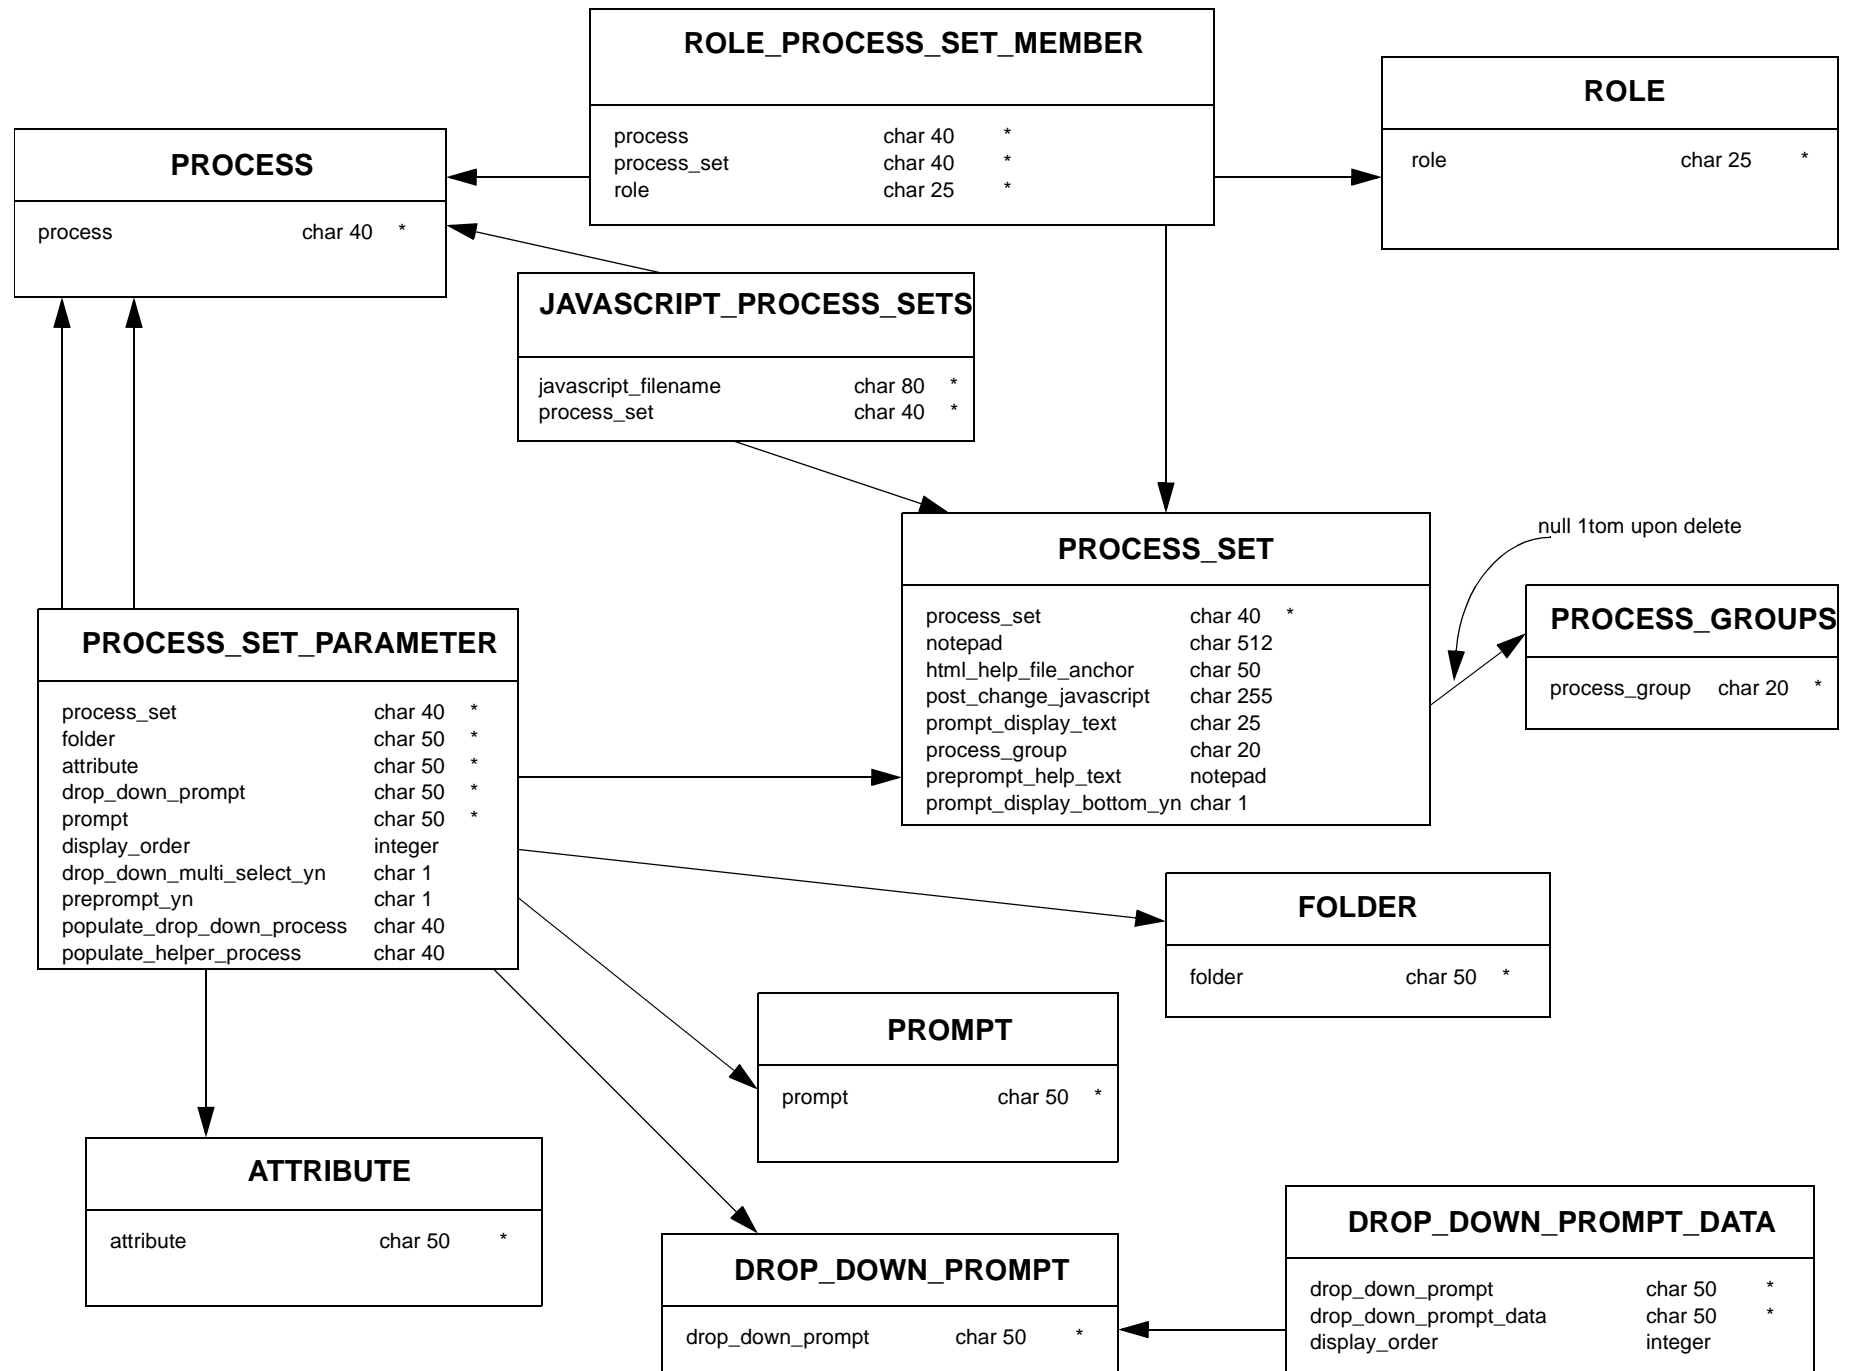 ROLE_PROCESS_SET_MEMBER
process char 40 *
process_set char 40 *
role char 25 *
ROLE
role char 25 *
PROCESS
process char 40 *
JAVASCRIPT_PROCESS_SETS
javascript_filename char 80 *
process_set char 40 *
PROCESS_SET
process_set char 40 *
notepad char 512
html_help_file_anchor char 50
post_change_javascript char 255
prompt_display_text char 25
process_group char 20
preprompt_help_text notepad
prompt_display_bottom_yn char 1
null 1tom upon delete
PROCESS_GROUPS
process_group char 20 *
PROCESS_SET_PARAMETER
process_set char 40 *
folder char 50 *
attribute char 50 *
drop_down_prompt char 50 *
prompt char 50 *
display_order integer
drop_down_multi_select_yn char 1
preprompt_yn char 1
populate_drop_down_process char 40
populate_helper_process char 40
FOLDER
folder char 50 *
PROMPT
prompt char 50 *
ATTRIBUTE
attribute char 50 *
DROP_DOWN_PROMPT
drop_down_prompt char 50 *
DROP_DOWN_PROMPT_DATA
drop_down_prompt char 50 *
drop_down_prompt_data char 50 *
display_order integer